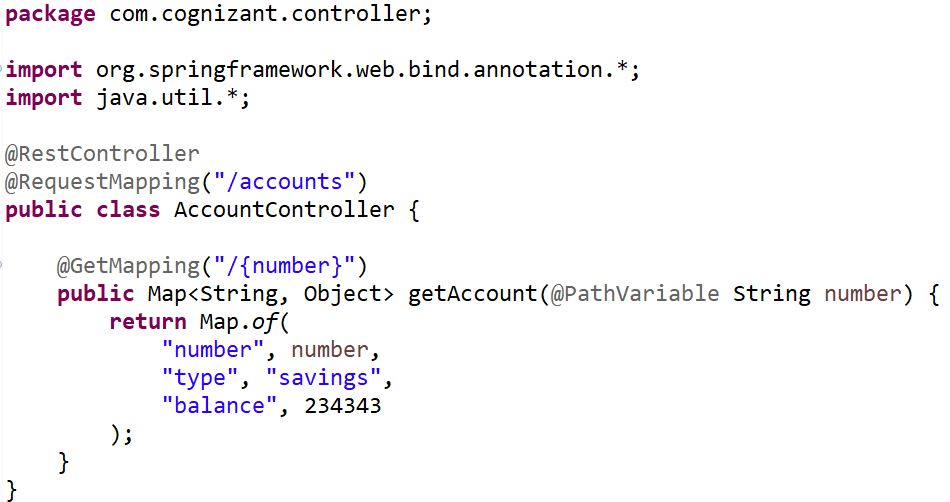 package com.cognizant.controller;
import org.springframework.web.bind.annotation.*;
import java.util.*;
@RestController
@RequestMapping("/accounts")
public class AccountController {
@GetMapping("/{number}")
public Map<String, Object> getAccount(@PathVariable String number) {
return Map.of(
"number", number,
"type", "savings",
"balance", 234343
);
}
}